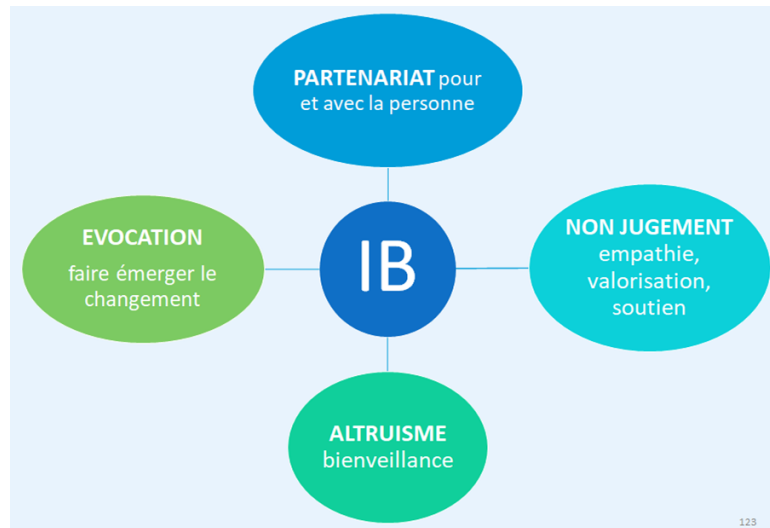 PARTENARIAT pour
et avec la personne
EVOCATION
faire émerger le
changement
IB
NON JUGEMENT
empathie,
valorisation,
soutien
ALTRUISME
bienveillance
123